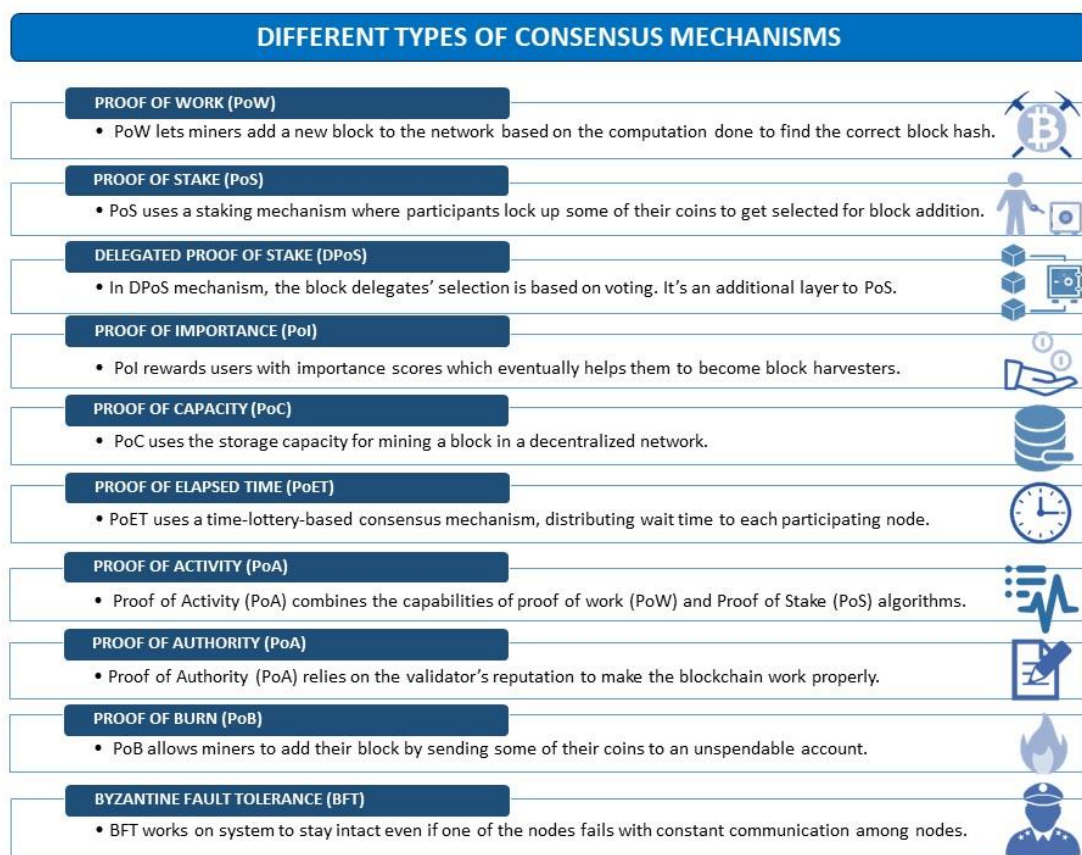 DIFFERENT TYPES OF CONSENSUS MECHANISMS
PROOF OF WORK (PoW)
• PoW lets miners add a new block to the network based on the computation done to find the correct block hash.
PROOF OF STAKE (PoS)
• PoS uses a staking mechanism where participants lock up some of their coins to get selected for block addition.
DELEGATED PROOF OF STAKE (DPoS)
• In DPoS mechanism, the block delegates’ selection is based on voting. It’s an additional layer to PoS.
PROOF OF IMPORTANCE (PoI)
• PoI rewards users with importance scores which eventually helps them to become block harvesters.
PROOF OF CAPACITY (PoC)
• PoC uses the storage capacity for mining a block in a decentralized network.
PROOF OF ELAPSED TIME (PoET)
• PoET uses a time-lottery-based consensus mechanism, distributing wait time to each participating node.
PROOF OF ACTIVITY (PoA)
• Proof of Activity (PoA) combines the capabilities of proof of work (PoW) and Proof of Stake (PoS) algorithms.
PROOF OF AUTHORITY (PoA)
• Proof of Authority (PoA) relies on the validator’s reputation to make the blockchain work properly.
PROOF OF BURN (PoB)
• PoB allows miners to add their block by sending some of their coins to an unspendable account.
BYZANTINE FAULT TOLERANCE (BFT)
• BFT works on system to stay intact even if one of the nodes fails with constant communication among nodes.